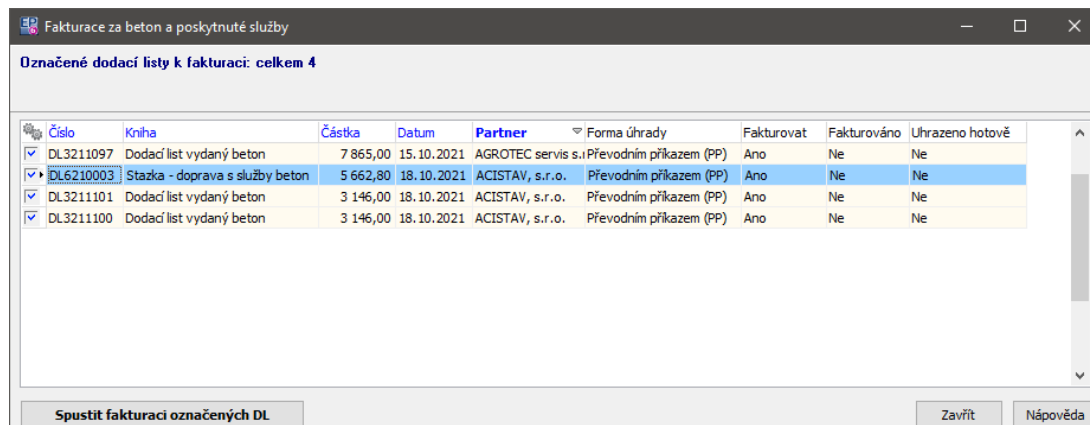 Fakturace za beton a poskytnuté služby
Označené dodací listy k fakturaci: celkem 4
Číslo Kniha Částka Datum Partner Forma úhrady Fakturovat Fakturováno Uhrazeno hotově
DL3211097 Dodací list vydaný beton 7 865,00 15.10.2021 AGROTEC servis s.r Převodním příkazem (PP) Ano Ne Ne
DL6210003 Stazka - doprava s služby beton 5 662,80 18.10.2021 ACISTAV, s.r.o. Převodním příkazem (PP) Ano Ne Ne
DL3211101 Dodací list vydaný beton 3 146,00 18.10.2021 ACISTAV, s.r.o. Převodním příkazem (PP) Ano Ne Ne
DL3211100 Dodací list vydaný beton 3 146,00 18.10.2021 ACISTAV, s.r.o. Převodním příkazem (PP) Ano Ne Ne
Spustit fakturaci označených DL Zavřít Nápověda